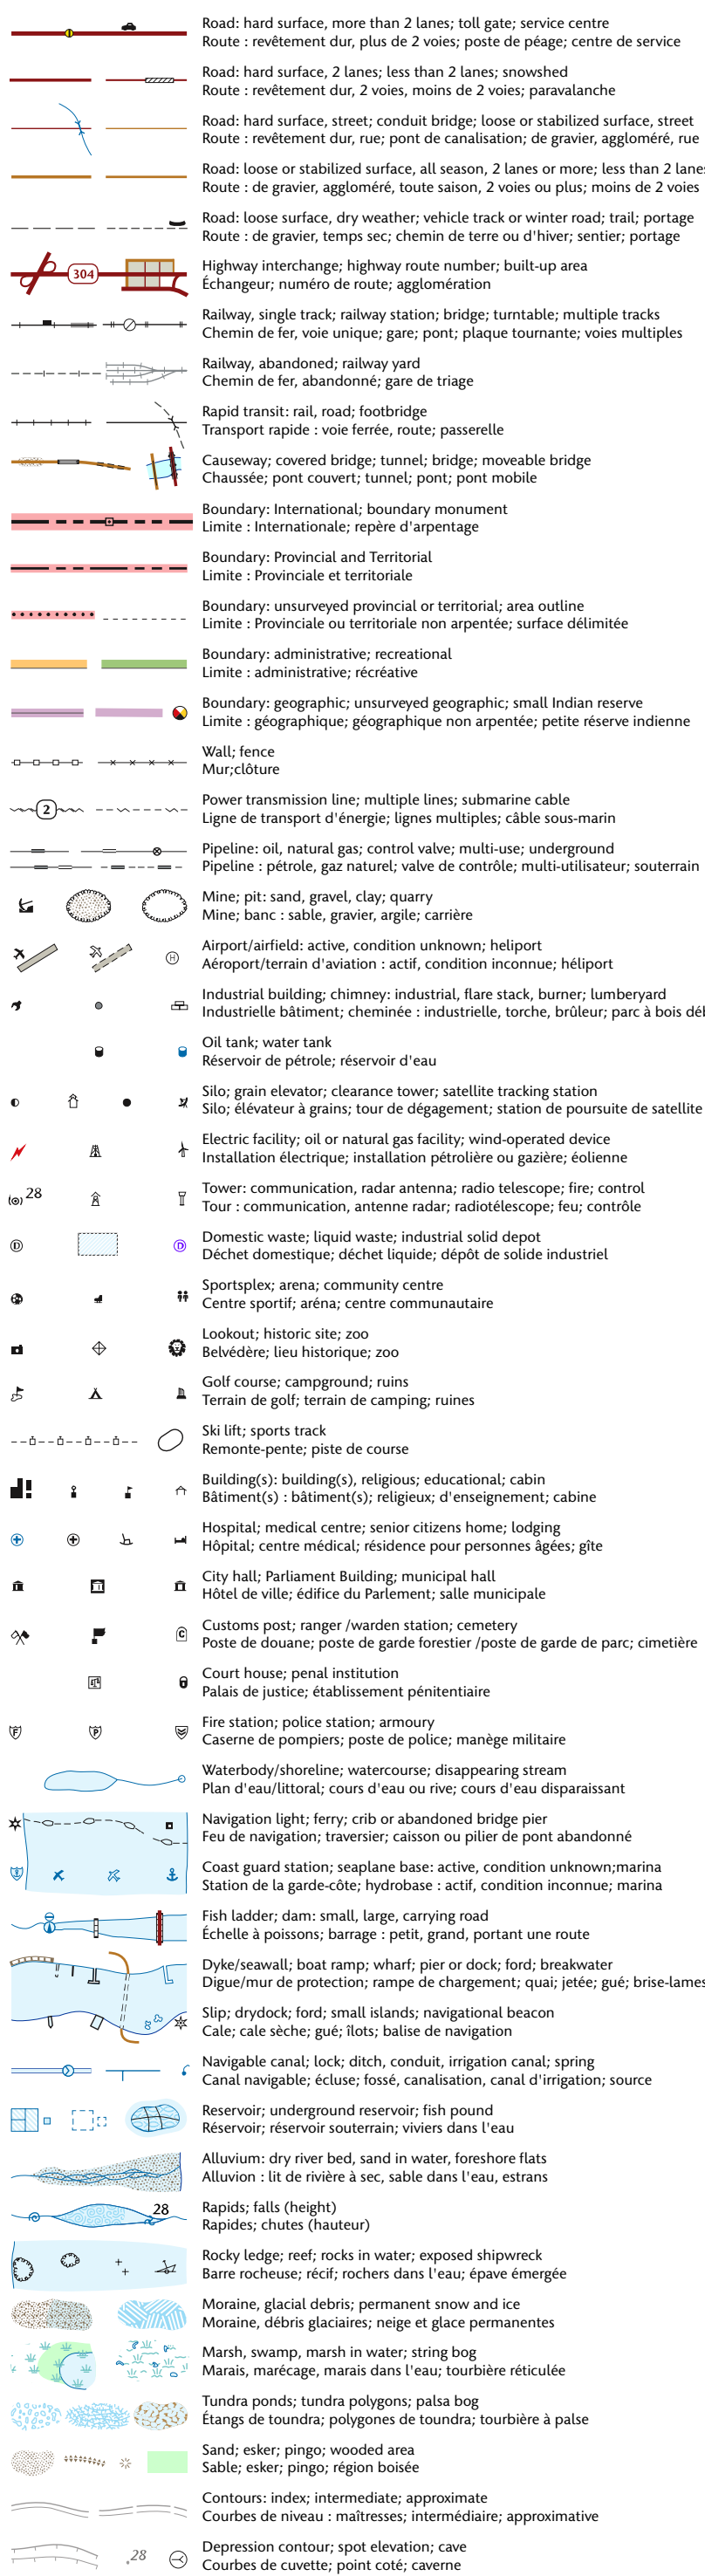 Road: hard surface, more than 2 lanes; toll gate; service centre
Route : revêtement dur, plus de 2 voies; poste de péage; centre de service
Road: hard surface, 2 lanes; less than 2 lanes; snowshed
Route : revêtement dur, 2 voies, moins de 2 voies; paravalanche
Road: hard surface, street; conduit bridge; loose or stabilized surface, street
Route : revêtement dur, rue; pont de canalisation; de gravier, aggloméré, rue
Road: loose or stabilized surface, all season, 2 lanes or more; less than 2 lanes
Route : de gravier, aggloméré, toute saison, 2 voies ou plus; moins de 2 voies
Road: loose surface, dry weather; vehicle track or winter road; trail; portage
Route : de gravier, temps sec; chemin de terre ou d'hiver; sentier; portage
304
Highway interchange; highway route number; built-up area
Échangeur; numéro de route; agglomération
Railway, single track; railway station; bridge; turntable; multiple tracks
Chemin de fer, voie unique; gare; pont; plaque tournante; voies multiples
Railway, abandoned; railway yard
Chemin de fer, abandonné; gare de triage
Rapid transit: rail, road; footbridge
Transport rapide : voie ferrée, route; passerelle
Causeway; covered bridge; tunnel; bridge; moveable bridge
Chaussée; pont couvert; tunnel; pont; pont mobile
Boundary: International; boundary monument
Limite : Internationale; repère d'arpentage
Boundary: Provincial and Territorial
Limite : Provinciale et territoriale
Boundary: unsurveyed provincial or territorial; area outline
Limite : Provinciale ou territoriale non arpentée; surface délimitée
Boundary: administrative; recreational
Limite : administrative; récréative
Boundary: geographic; unsurveyed geographic; small Indian reserve
Limite : géographique; géographique non arpentée; petite réserve indienne
Wall; fence
Mur;clôture
2
Power transmission line; multiple lines; submarine cable
Ligne de transport d'énergie; lignes multiples; câble sous-marin
Pipeline: oil, natural gas; control valve; multi-use; underground
Pipeline : pétrole, gaz naturel; valve de contrôle; multi-utilisateur; souterrain
Mine; pit: sand, gravel, clay; quarry
Mine; banc : sable, gravier, argile; carrière
H
Airport/airfield: active, condition unknown; heliport
Aéroport/terrain d'aviation : actif, condition inconnue; héliport
Industrial building; chimney: industrial, flare stack, burner; lumberyard
Industrielle bâtiment; cheminée : industrielle, torche, brûleur; parc à bois
Oil tank; water tank
Réservoir de pétrole; réservoir d'eau
Silo; grain elevator; clearance tower; satellite tracking station
Silo; élévateur à grains; tour de dégagement; station de poursuite de satellite
Electric facility; oil or natural gas facility; wind-operated device
Installation électrique; installation pétrolière ou gazière; éolienne
28
Tower: communication, radar antenna; radio telescope; fire; control
Tour : communication, antenne radar; radiotélescope; feu; contrôle
D D
Domestic waste; liquid waste; industrial solid depot
Déchet domestique; déchet liquide; dépôt de solide industriel
Sportsplex; arena; community centre
Centre sportif; aréna; centre communautaire
Lookout; historic site; zoo
Belvédère; lieu historique; zoo
Golf course; campground; ruins
Terrain de golf; terrain de camping; ruines
Ski lift; sports track
Remonte-pente; piste de course
Building(s): building(s), religious; educational; cabin
Bâtiment(s) : bâtiment(s); religieux; d'enseignement; cabine
Hospital; medical centre; senior citizens home; lodging
Hôpital; centre médical; résidence pour personnes âgées; gîte
City hall; Parliament Building; municipal hall
Hôtel de ville; édifice du Parlement; salle municipale
C
Customs post; ranger /warden station; cemetery
Poste de douane; poste de garde forestier /poste de garde de parc; cimetière
Court house; penal institution
Palais de justice; établissement pénitentiaire
F P
Fire station; police station; armoury
Caserne de pompiers; poste de police; manège militaire
Waterbody/shoreline; watercourse; disappearing stream
Plan d'eau/littoral; cours d'eau ou rive; cours d'eau disparaissant
Navigation light; ferry; crib or abandoned bridge pier
Feu de navigation; traversier; caisson ou pilier de pont abandonné
Coast guard station; seaplane base: active, condition unknown;marina
Station de la garde-côte; hydrobase : actif, condition inconnue; marina
Fish ladder; dam: small, large, carrying road
Échelle à poissons; barrage : petit, grand, portant une route
Dyke/seawall; boat ramp; wharf; pier or dock; ford; breakwater
Digue/mur de protection; rampe de chargement; quai; jetée; gué; brise-lames
Slip; drydock; ford; small islands; navigational beacon
Cale; cale sèche; gué; îlots; balise de navigation
Navigable canal; lock; ditch, conduit, irrigation canal; spring
Canal navigable; écluse; fossé, canalisation, canal d'irrigation; source
Reservoir; underground reservoir; fish pound
Réservoir; réservoir souterrain; viviers dans l'eau
Alluvium: dry river bed, sand in water, foreshore flats
Alluvion : lit de rivière à sec, sable dans l'eau, estrans
28
Rapids; falls (height)
Rapides; chutes (hauteur)
Rocky ledge; reef; rocks in water; exposed shipwreck
Barre rocheuse; récif; rochers dans l'eau; épave émergée
Moraine, glacial debris; permanent snow and ice
Moraine, débris glaciaires; neige et glace permanentes
Marsh, swamp, marsh in water; string bog
Marais, marécage, marais dans l'eau; tourbière réticulée
Tundra ponds; tundra polygons; palsa bog
Étangs de toundra; polygones de toundra; tourbière à palse
Sand; esker; pingo; wooded area
Sable; esker; pingo; région boisée
Contours: index; intermediate; approximate
Courbes de niveau : maîtresses; intermédiaire; approximative
.28
Depression contour; spot elevation; cave
Courbes de cuvette; point coté; caverne